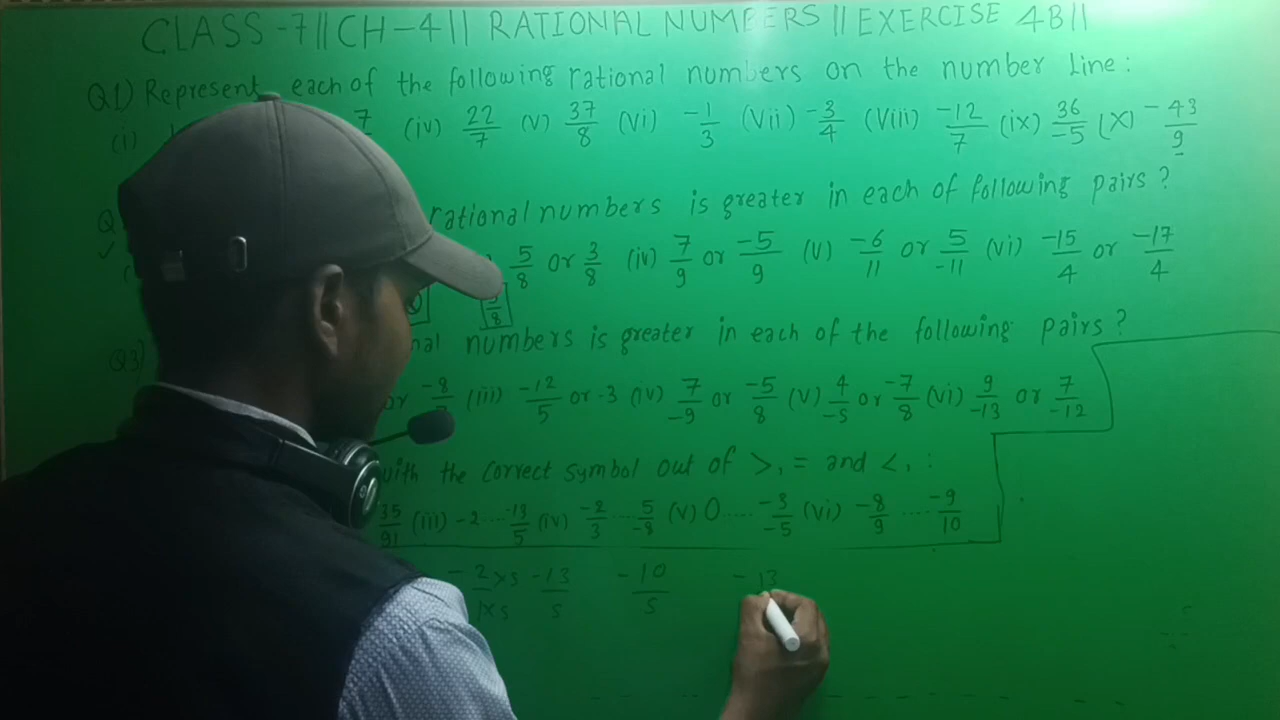 CLASS-7||CH-4|| RATIONAL NUMBERS || EXERCISE 4B||
Q1) Represent each of the following rational numbers on the number line:
(i) 7 (iv) 22/7 (v) 37/8 (vi) -1/3 (vii) -3/4 (viii) -12/7 (ix) 36/-5 (x) -43/9
rational numbers is greater in each of following pairs?
5/8 or 3/8 (iv) 7/9 or -5/9 (v) -6/11 or 5/-11 (vi) -15/4 or -17/4
8
Q3) numbers is greater in each of the following pairs?
or -8 (iii) -12/5 or -3 (iv) 7/-9 or -5/8 (v) 4/-5 or -7/8 (vi) 9/-13 or 7/-12
with the correct symbol out of >, = and <, :
35/91 (iii) -2....-13/5 (iv) -2/3....5/-8 (v) 0....-3/-5 (vi) -8/9....-9/10
-2×5/1×5 -13/5 -10/5 -13